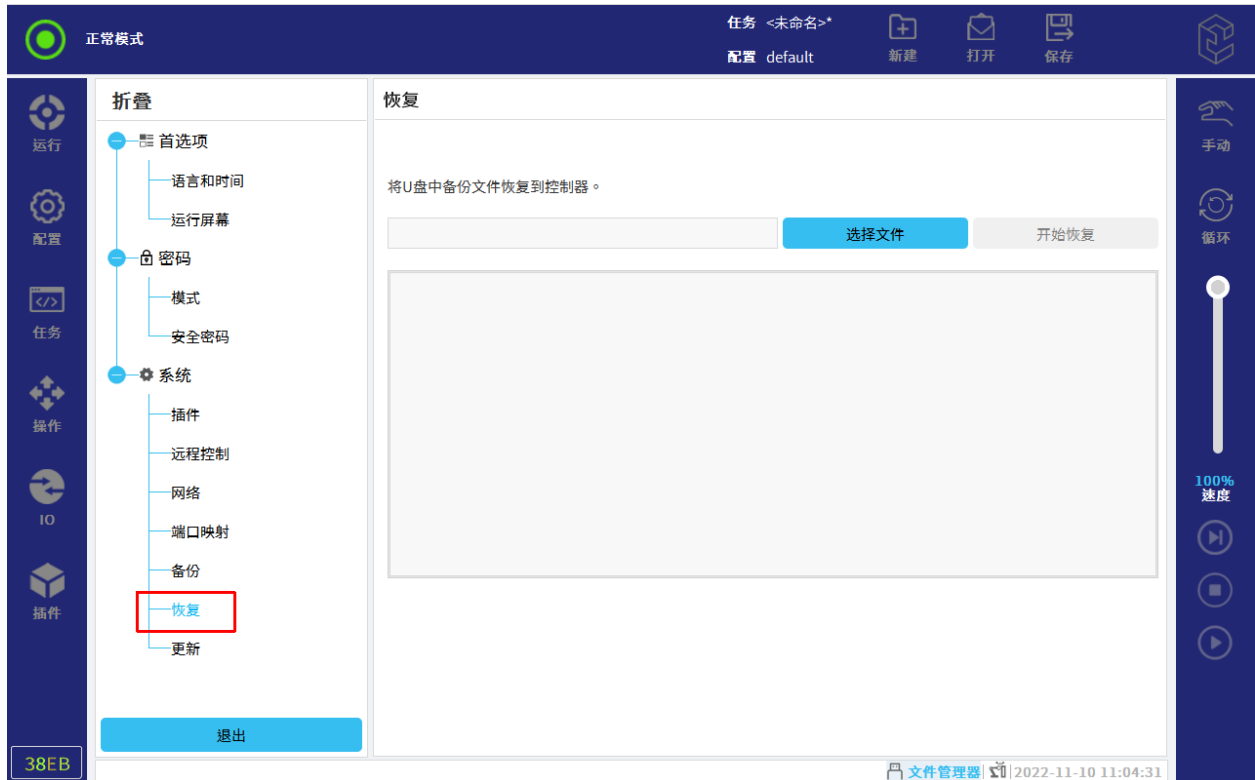 正常模式
任务 <未命名>*
配置 default
新建
打开
保存
运行
配置
任务
操作
IO
插件
38EB
折叠
首选项
语言和时间
运行屏幕
密码
模式
安全密码
系统
插件
远程控制
网络
端口映射
备份
恢复
更新
退出
恢复
将U盘中备份文件恢复到控制器。
选择文件
开始恢复
手动
循环
100%
速度
文件管理器
2022-11-10 11:04:31